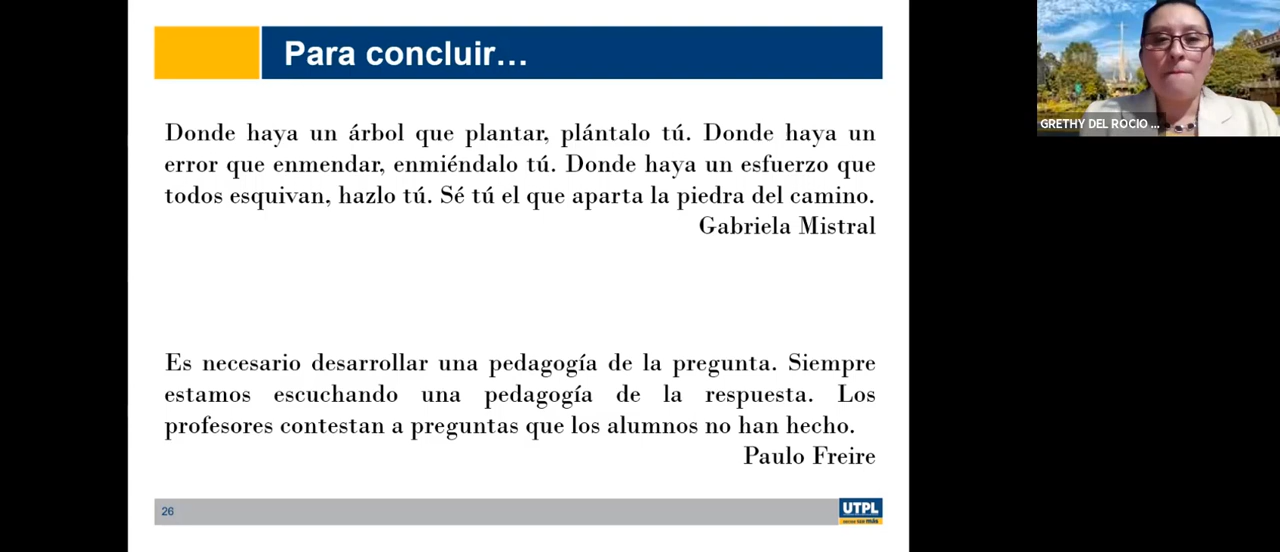 Para concluir...
Donde haya un árbol que plantar, plántalo tú. Donde haya un
error que enmendar, enmiéndalo tú. Donde haya un esfuerzo que
todos esquivan, hazlo tú. Sé tú el que aparta la piedra del camino.
Gabriela Mistral
Es necesario desarrollar una pedagogía de la pregunta. Siempre
estamos escuchando una pedagogía de la respuesta. Los
profesores contestan a preguntas que los alumnos no han hecho.
Paulo Freire
26
UTPL
GRETHY DEL ROCIO ...